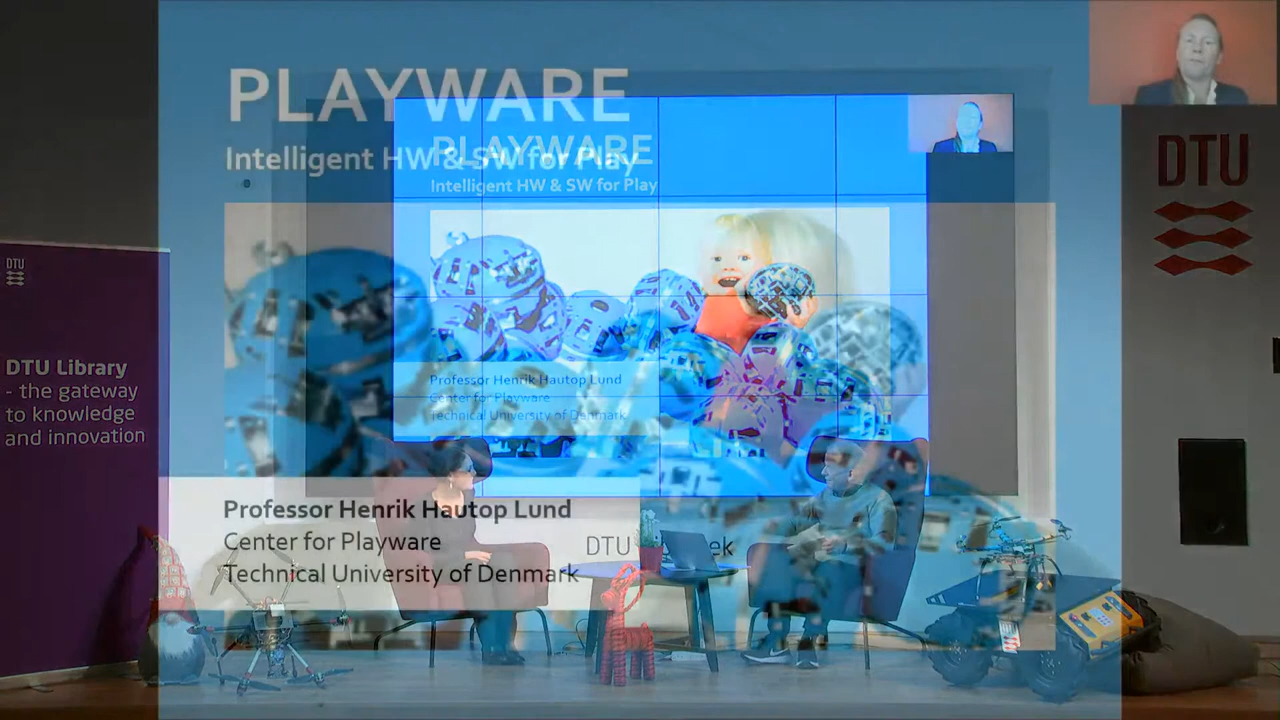 PLAYWARE
Intelligent HW & SW for Play
PLAYWARE
Intelligent HW & SW for Play
DTU
DTU
DTU Library
- the gateway
to knowledge
and innovation
Professor Henrik Hautop Lund
Center for Playware
Technical University of Denmark
Professor Henrik Hautop Lund
Center for Playware
Technical University of Denmark
DTU